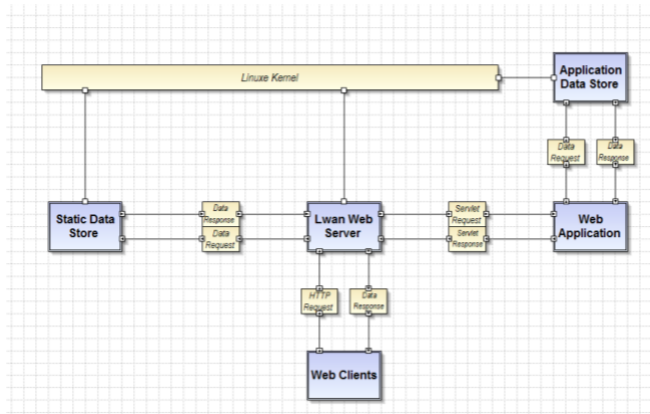 Linuxe Kernel
Application
Data Store
Data
Request
Data
Response
Static Data
Store
Data
Response
Data
Request
Lwan Web
Server
Servlet
Request
Servlet
Response
Web
Application
HTTP
Request
Data
Response
Web Clients